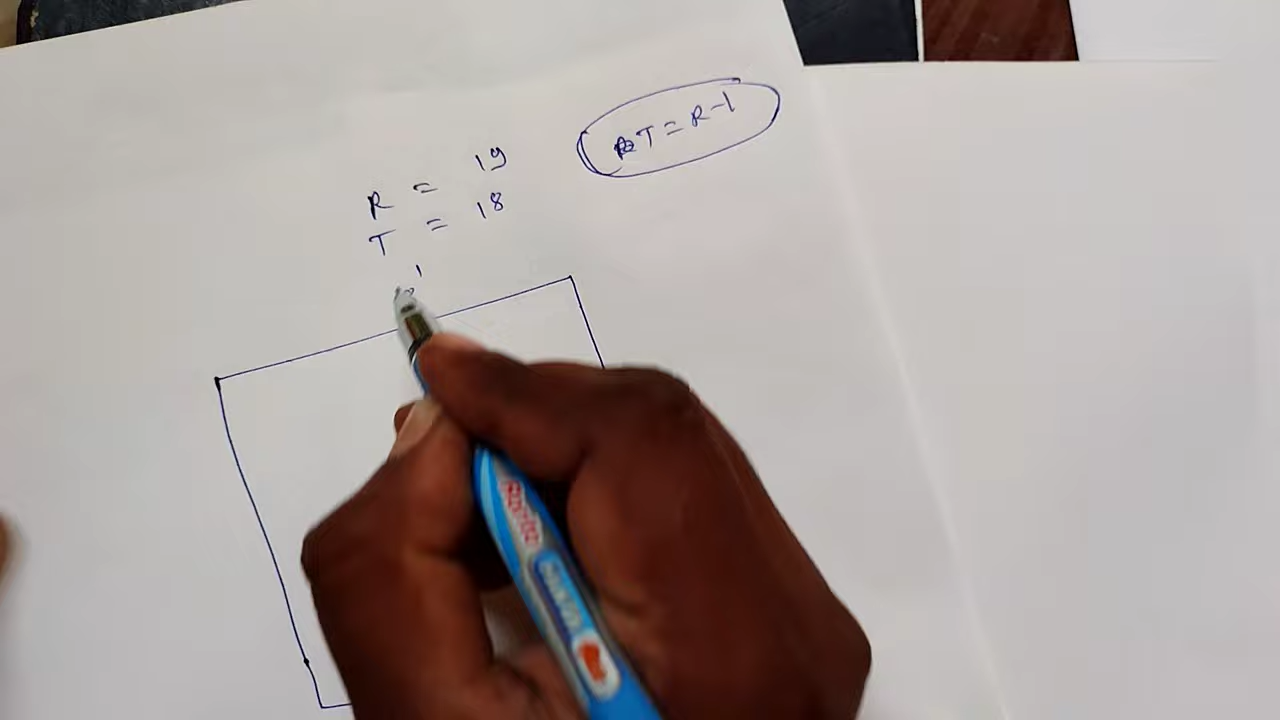 R = 19
T = 18
T = R-1